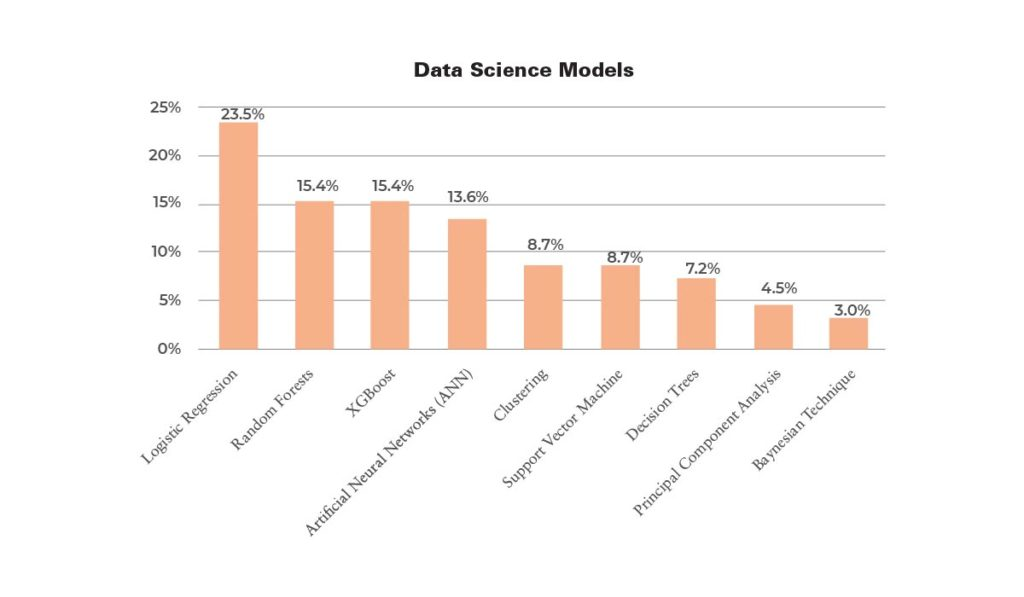 Data Science Models
25%
20%
15%
10%
5%
0%
23.5%
15.4%
15.4%
13.6%
8.7%
8.7%
7.2%
4.5%
3.0%
Logistic Regression
Random Forests
XGBoost
Artificial Neural Networks (ANN)
Clustering
Support Vector Machine
Decision Trees
Principal Component Analysis
Baynesian Technique